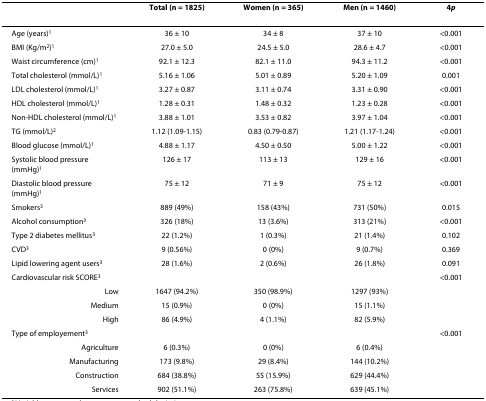 Total (n = 1825) Women (n = 365) Men (n = 1460) 4p
Age (years)¹ 36 ± 10 34 ± 8 37 ± 10 <0.001
BMI (Kg/m²)¹ 27.0 ± 5.0 24.5 ± 5.0 28.6 ± 4.7 <0.001
Waist circumference (cm)¹ 92.1 ± 12.3 82.1 ± 11.0 94.3 ± 11.2 <0.001
Total cholesterol (mmol/L)¹ 5.16 ± 1.06 5.01 ± 0.89 5.20 ± 1.09 0.001
LDL cholesterol (mmol/L)¹ 3.27 ± 0.87 3.11 ± 0.74 3.31 ± 0.90 <0.001
HDL cholesterol (mmol/L)¹ 1.28 ± 0.31 1.48 ± 0.32 1.23 ± 0.28 <0.001
Non-HDL cholesterol (mmol/L)¹ 3.88 ± 1.01 3.53 ± 0.82 3.97 ± 1.04 <0.001
TG (mmol/L)² 1.12 (1.09-1.15) 0.83 (0.79-0.87) 1.21 (1.17-1.24) <0.001
Blood glucose (mmol/L)¹ 4.88 ± 1.17 4.50 ± 0.50 5.00 ± 1.22 <0.001
Systolic blood pressure 126 ± 17 113 ± 13 129 ± 16 <0.001
(mmHg)¹
Diastolic blood pressure 75 ± 12 71 ± 9 75 ± 12 <0.001
(mmHg)¹
Smokers³ 889 (49%) 158 (43%) 731 (50%) 0.015
Alcohol consumption³ 326 (18%) 13 (3.6%) 313 (21%) <0.001
Type 2 diabetes mellitus³ 22 (1.2%) 1 (0.3%) 21 (1.4%) 0.102
CVD³ 9 (0.56%) 0 (0%) 9 (0.7%) 0.369
Lipid lowering agent users³ 28 (1.6%) 2 (0.6%) 26 (1.8%) 0.091
Cardiovascular risk SCORE³ <0.001
Low 1647 (94.2%) 350 (98.9%) 1297 (93%)
Medium 15 (0.9%) 0 (0%) 15 (1.1%)
High 86 (4.9%) 4 (1.1%) 82 (5.9%)
Type of employement³ <0.001
Agriculture 6 (0.3%) 0 (0%) 6 (0.4%)
Manufacturing 173 (9.8%) 29 (8.4%) 144 (10.2%)
Construction 684 (38.8%) 55 (15.9%) 629 (44.4%)
Services 902 (51.1%) 263 (75.8%) 639 (45.1%)